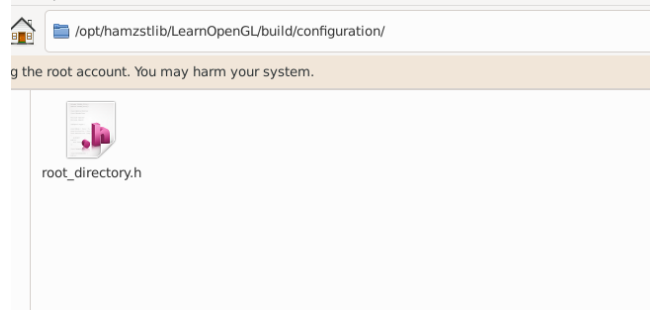 /opt/hamzstlib/LearnOpenGL/build/configuration/
g the root account. You may harm your system.
.h
root_directory.h